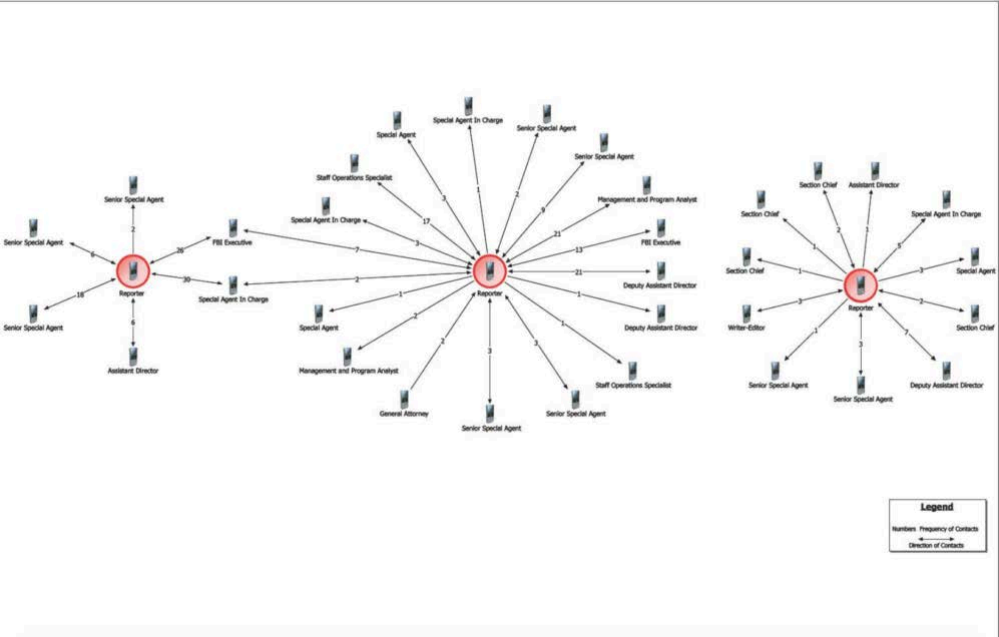 Senior Special Agent
2
Senior Special Agent
6
26
FBI Executive
Reporter
30
Special Agent In Charge
18
Senior Special Agent
6
Assistant Director
Special Agent In Charge
Special Agent
Senior Special Agent
Senior Special Agent
Staff Operations Specialist
Management and Program Analyst
3
1
2
9
17
21
Special Agent In Charge
3
13
FBI Executive
7
21
2
Deputy Assistant Director
Reporter
1
1
Special Agent
Deputy Assistant Director
2
1
Management and Program Analyst
2
3
3
Staff Operations Specialist
General Attorney
Senior Special Agent
Senior Special Agent
Section Chief
Assistant Director
Section Chief
Special Agent In Charge
2
1
1
5
Section Chief
1
3
Special Agent
Reporter
Writer-Editor
3
2
Section Chief
1
3
7
Senior Special Agent
Senior Special Agent
Deputy Assistant Director
Legend
Numbers Frequency of Contacts
Direction of Contacts